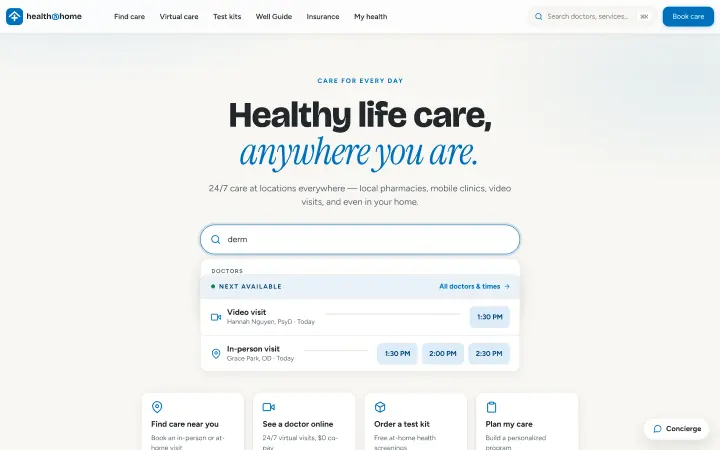 health@home
Find care
Virtual care
Test kits
Well Guide
Insurance
My health
Search doctors, services...
⌘K
Book care
CARE FOR EVERY DAY
Healthy life care,
anywhere you are.
24/7 care at locations everywhere — local pharmacies, mobile clinics, video
visits, and even in your home.
derm
DOCTORS
NEXT AVAILABLE
All doctors & times →
Video visit
Hannah Nguyen, PsyD · Today
1:30 PM
In-person visit
Grace Park, OD · Today
1:30 PM
2:00 PM
2:30 PM
Find care near you
Book an in-person or at-
home visit
See a doctor online
24/7 virtual visits, $0 co-
pay
Order a test kit
Free at-home health
screenings
Plan my care
Build a personalized
program
Concierge